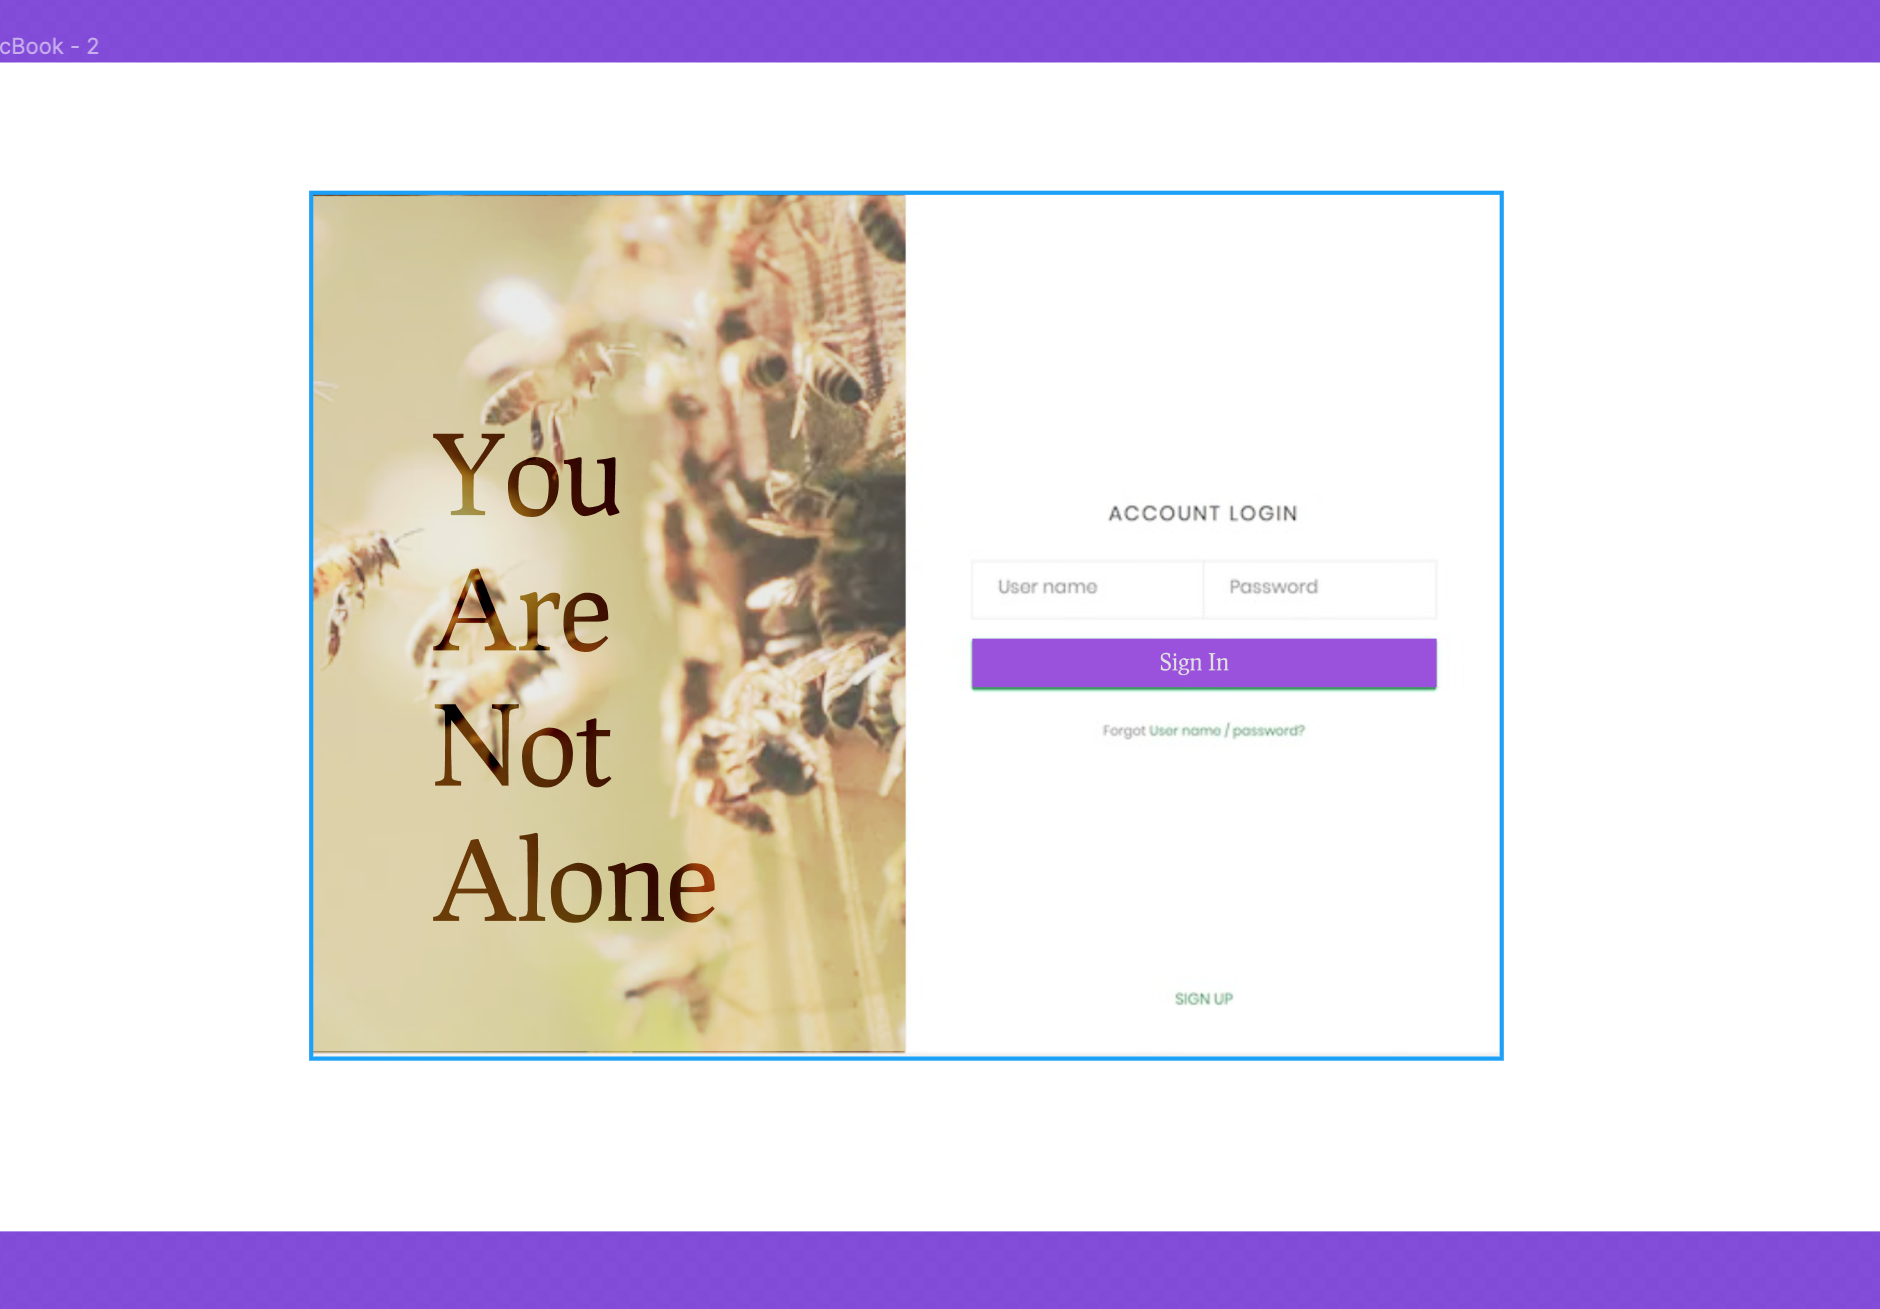 cBook - 2
You
Are
Not
Alone
ACCOUNT LOGIN
User name
Password
Sign In
Forgot User name / password?
SIGN UP